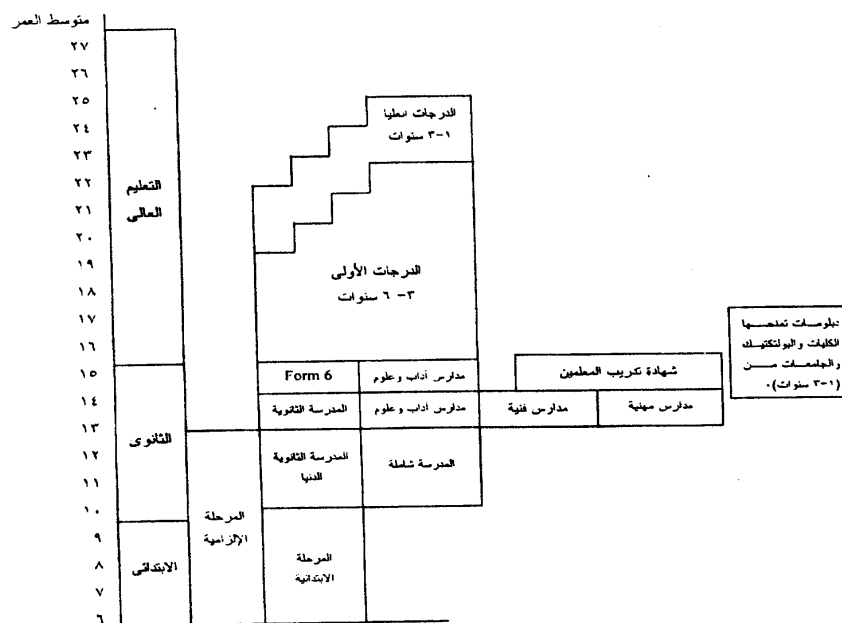 متوسط العمر
٢٧
٢٦
٢٥
٢٤
٢٣
٢٢
٢١
٢٠
١٩
١٨
١٧
١٦
١٥
١٤
١٣
١٢
١١
١٠
٩
٨
٧
٦
التعليم
العالى
الثانوى
الابتدائى
المرحلة
الإلزامية
الدرجات العليا
١-٣ سنوات
الدرجات الأولى
٣- ٦ سنوات
Form 6
مدارس آداب وعلوم
شهادة تدريب المعلمين
المدرسة الثانوية
مدارس آداب وعلوم
مدارس فنية
مدارس مهنية
المدرسة الثانوية
الدنيا
المدرسة شاملة
المرحلة
الابتدائية
دبلومات تمنحها
الكليات والبولتكنيك
والجامعات من
(١-٣ سنوات).